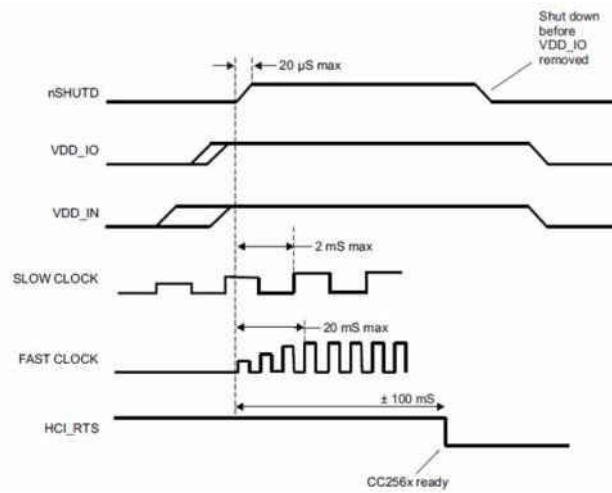 Shut down
before
VDD_IO
removed
20 µS max
nSHUTD
VDD_IO
VDD_IN
2 mS max
SLOW CLOCK
20 mS max
FAST CLOCK
± 100 mS
HCI_RTS
CC256x ready